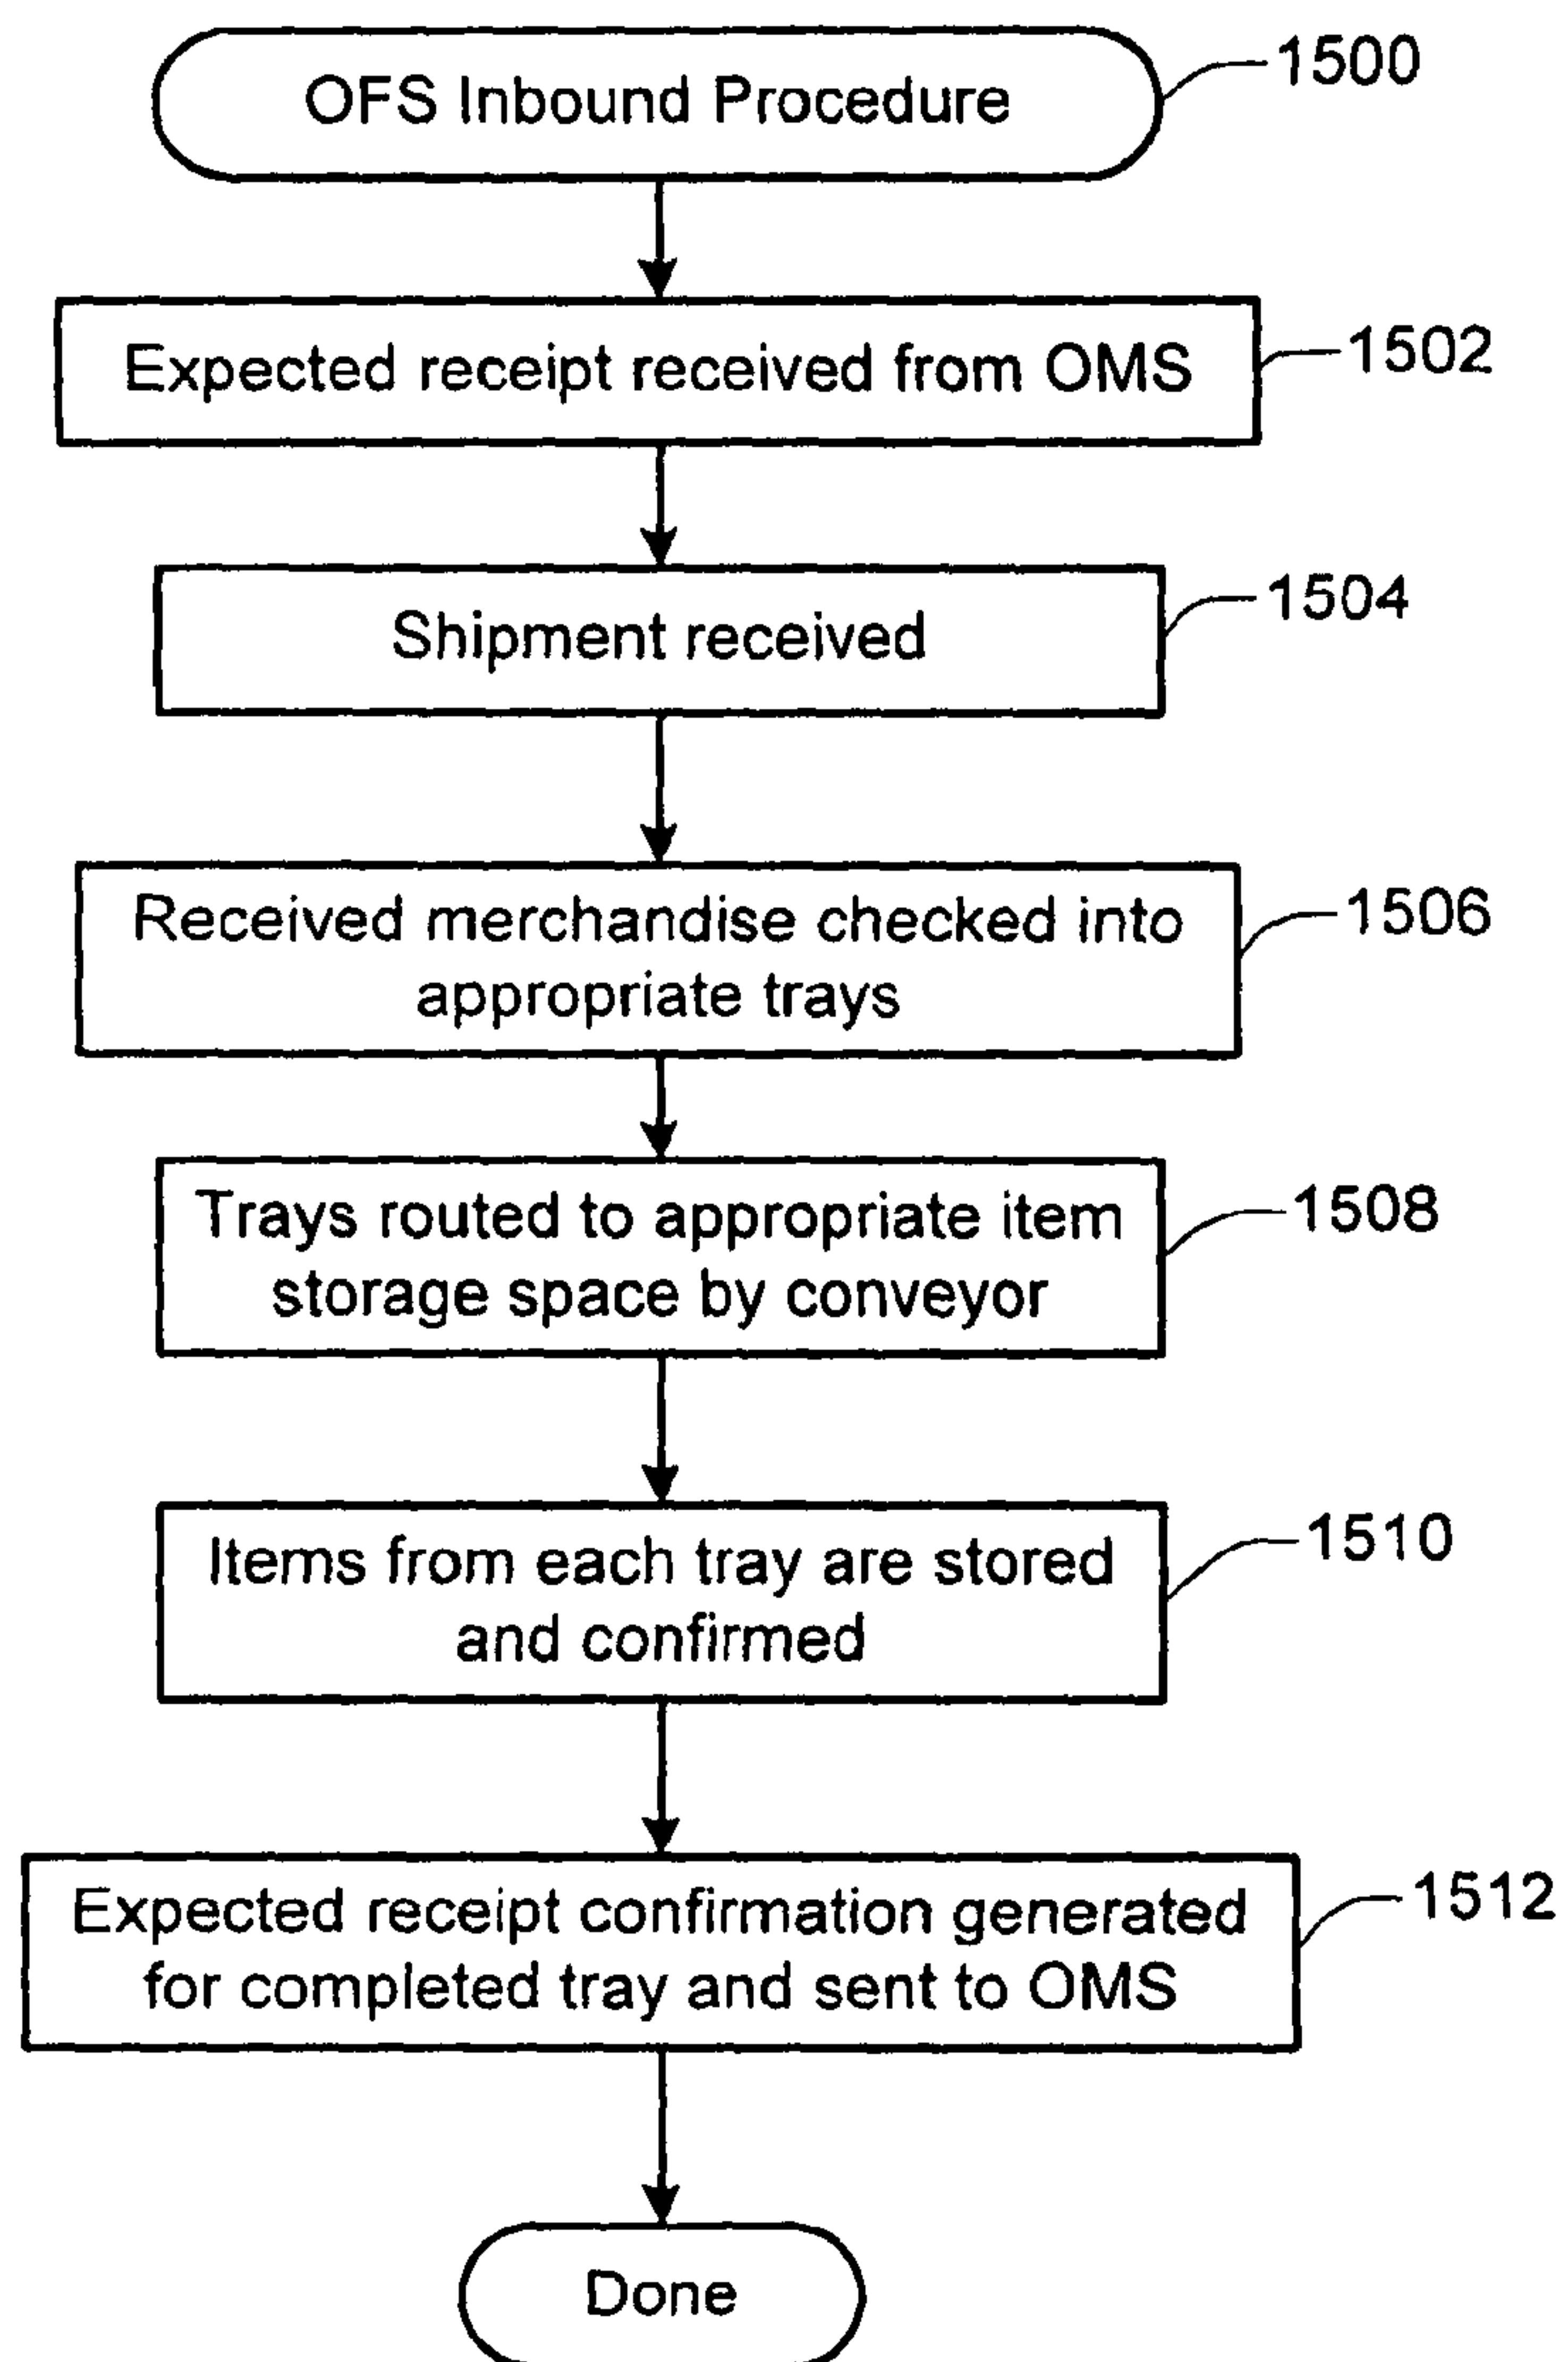 OFS Inbound Procedure
1500
Expected receipt received from OMS
1502
Shipment received
1504
Received merchandise checked into
appropriate trays
1506
Trays routed to appropriate item
storage space by conveyor
1508
Items from each tray are stored
and confirmed
1510
Expected receipt confirmation generated
for completed tray and sent to OMS
1512
Done